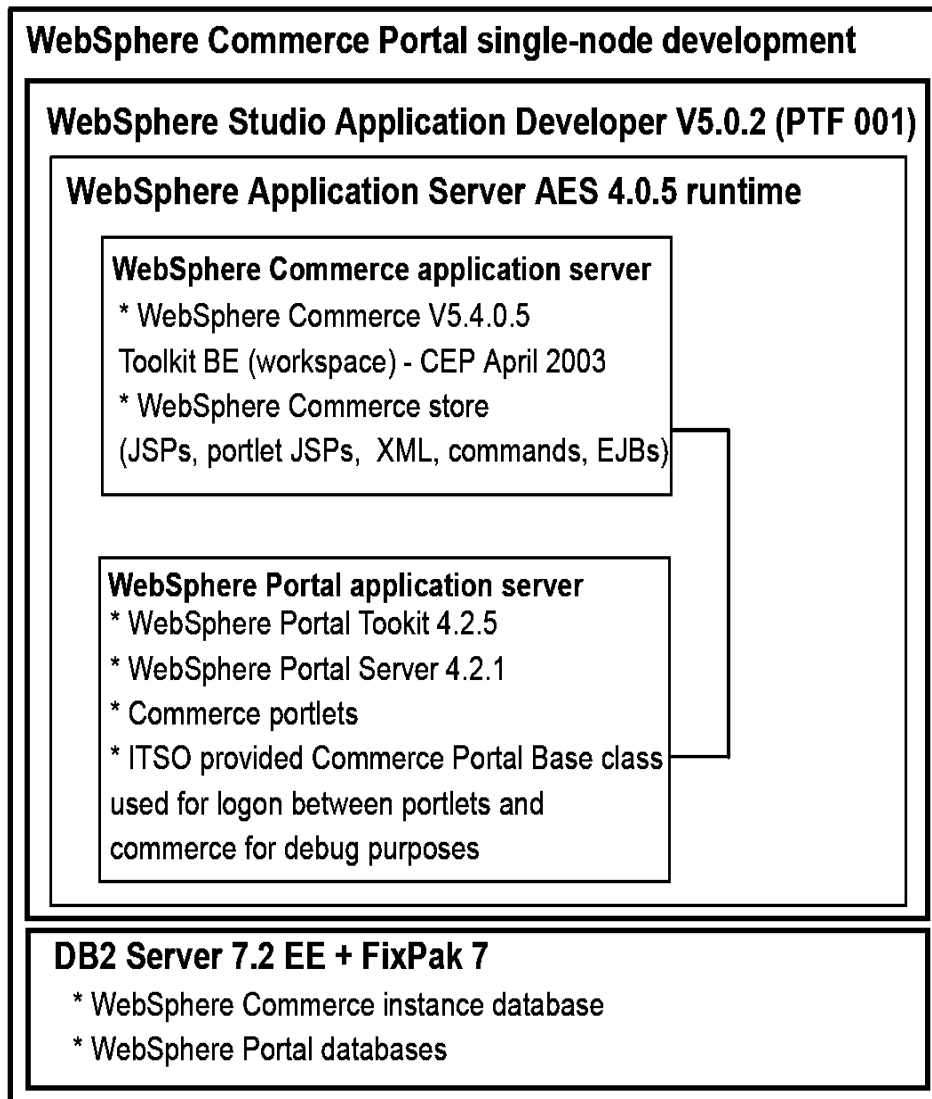 WebSphere Commerce Portal single-node development
WebSphere Studio Application Developer V5.0.2 (PTF 001)
WebSphere Application Server AES 4.0.5 runtime
WebSphere Commerce application server
* WebSphere Commerce V5.4.0.5
Toolkit BE (workspace) - CEP April 2003
* WebSphere Commerce store
(JSPs, portlet JSPs, XML, commands, EJBs)
WebSphere Portal application server
* WebSphere Portal Tookit 4.2.5
* WebSphere Portal Server 4.2.1
* Commerce portlets
* ITSO provided Commerce Portal Base class
used for logon between portlets and
commerce for debug purposes
DB2 Server 7.2 EE + FixPak 7
* WebSphere Commerce instance database
* WebSphere Portal databases